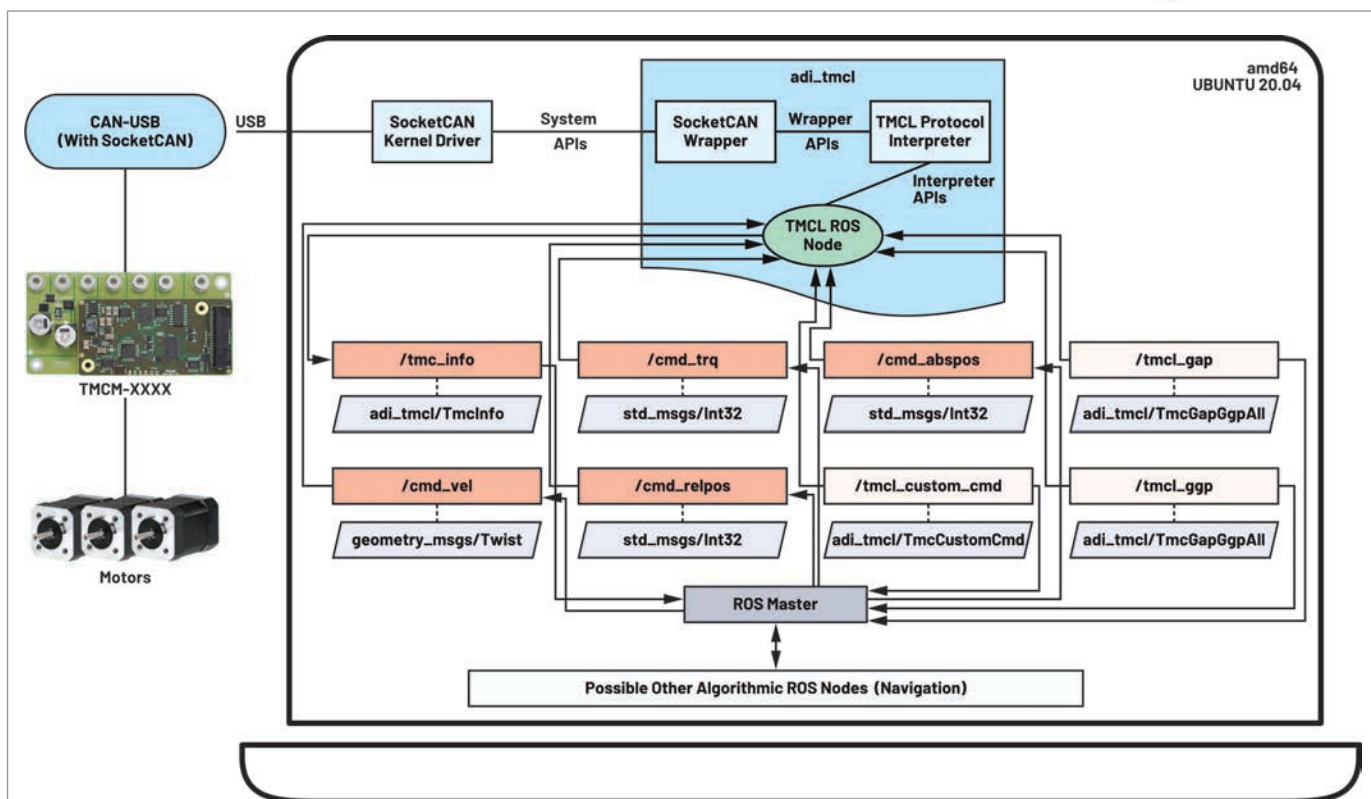 amd64
UBUNTU 20.04
adi_tmcl
CAN-USB
(With SocketCAN)
USB
SocketCAN
Kernel Driver
System
APIs
SocketCAN
Wrapper
Wrapper
APIs
TMCL Protocol
Interpreter
Interpreter
APIs
TMCL ROS
Node
TMCM-XXXX
/tmc_info
/cmd_trq
/cmd_abspos
/tmcl_gap
adi_tmcl/TmcInfo
std_msgs/Int32
std_msgs/Int32
adi_tmcl/TmcGapGgpAll
/cmd_vel
/cmd_relpos
/tmcl_custom_cmd
/tmcl_ggp
geometry_msgs/Twist
std_msgs/Int32
adi_tmcl/TmcCustomCmd
adi_tmcl/TmcGapGgpAll
Motors
ROS Master
Possible Other Algorithmic ROS Nodes (Navigation)